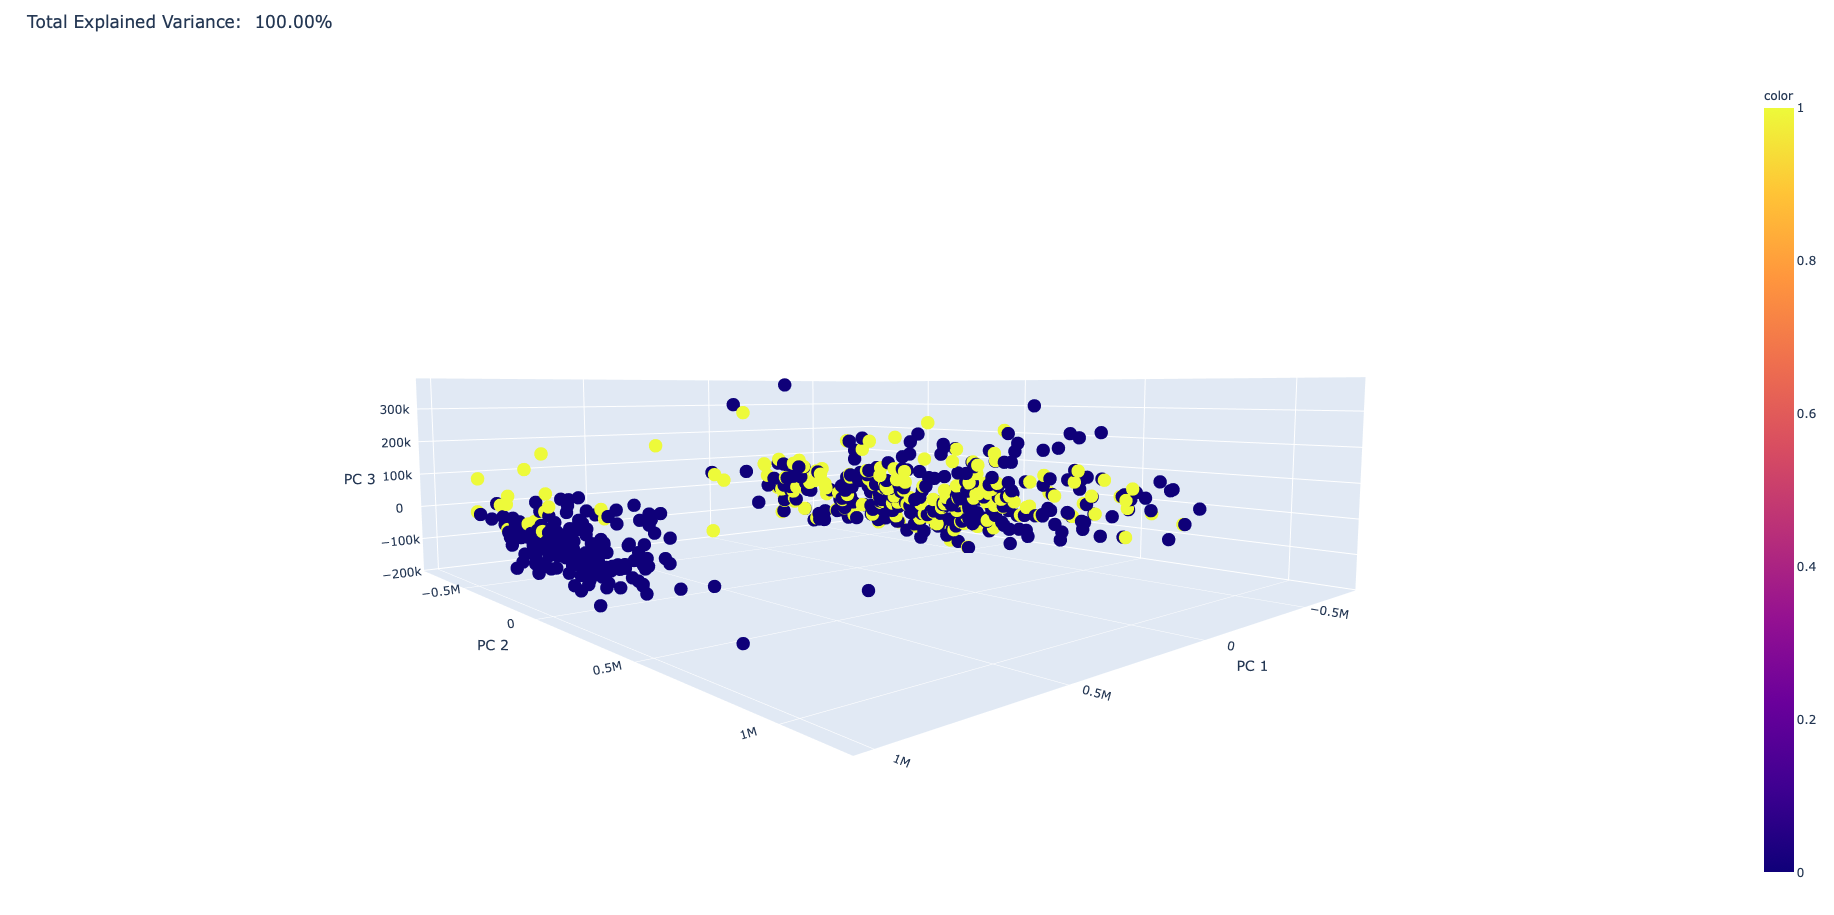 Total Explained Variance:  100.00%
color
1
0.8
0.6
0.4
0.2
0
300k
200k
PC 3
100k
0
−100k
−200k
−0.5M
0
PC 2
0.5M
1M
−0.5M
0
PC 1
0.5M
1M